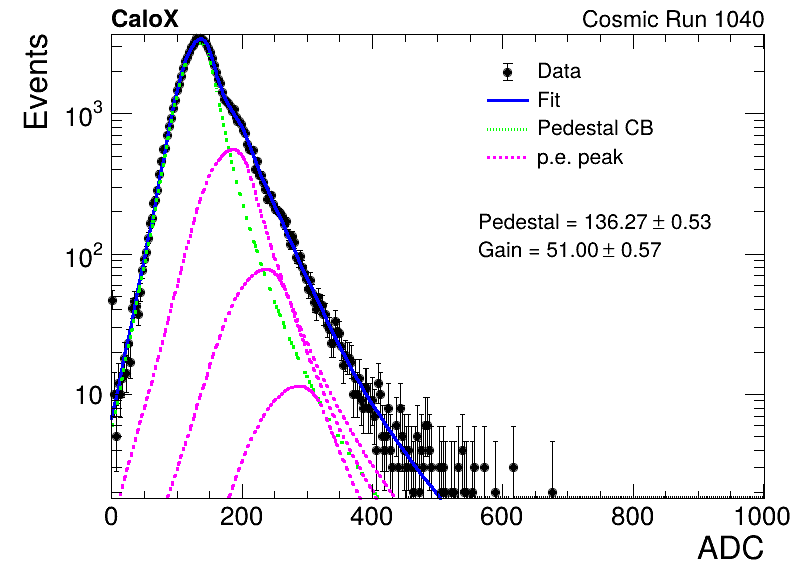 CaloX Cosmic Run 1040
Events
Data
Fit
Pedestal CB
p.e. peak
Pedestal = 136.27 ± 0.53
Gain = 51.00 ± 0.57
10³
10²
10
0 200 400 600 800 1000
ADC